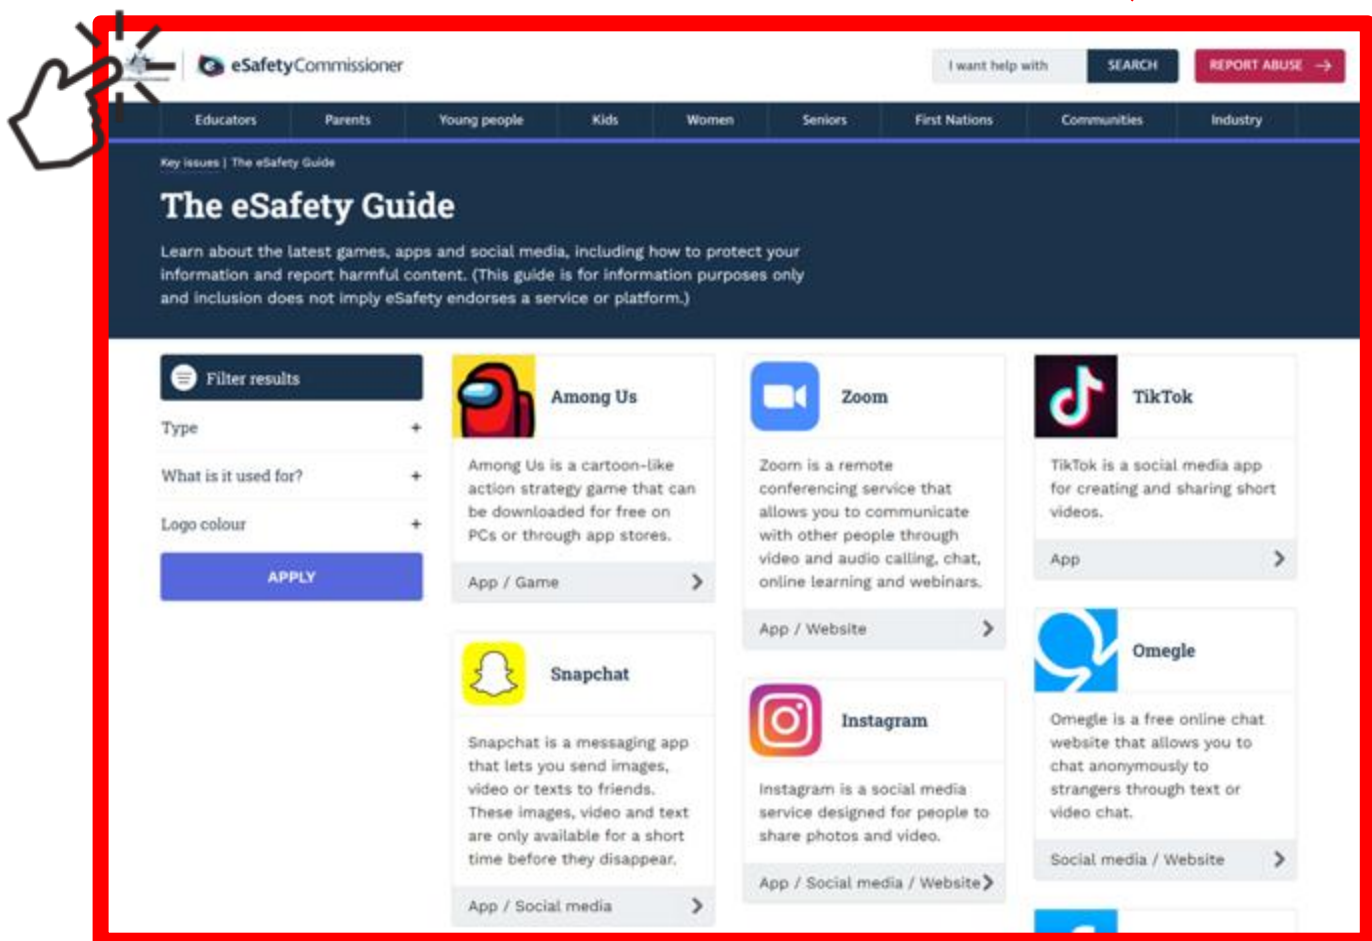 eSafetyCommissioner
I want help with
SEARCH
REPORT ABUSE →
Educators
Parents
Young people
Kids
Women
Seniors
First Nations
Communities
Industry
Key issues | The eSafety Guide
The eSafety Guide
Learn about the latest games, apps and social media, including how to protect your
information and report harmful content. (This guide is for information purposes only
and inclusion does not imply eSafety endorses a service or platform.)
Filter results
Type +
What is it used for? +
Logo colour +
APPLY
Among Us
Among Us is a cartoon-like
action strategy game that can
be downloaded for free on
PCs or through app stores.
App / Game
Snapchat
Snapchat is a messaging app
that lets you send images,
video or texts to friends.
These images, video and text
are only available for a short
time before they disappear.
App / Social media
Zoom
Zoom is a remote
conferencing service that
allows you to communicate
with other people through
video and audio calling, chat,
online learning and webinars.
App / Website
Instagram
Instagram is a social media
service designed for people to
share photos and video.
App / Social media / Website
TikTok
TikTok is a social media app
for creating and sharing short
videos.
App
Omegle
Omegle is a free online chat
website that allows you to
chat anonymously to
strangers through text or
video chat.
Social media / Website